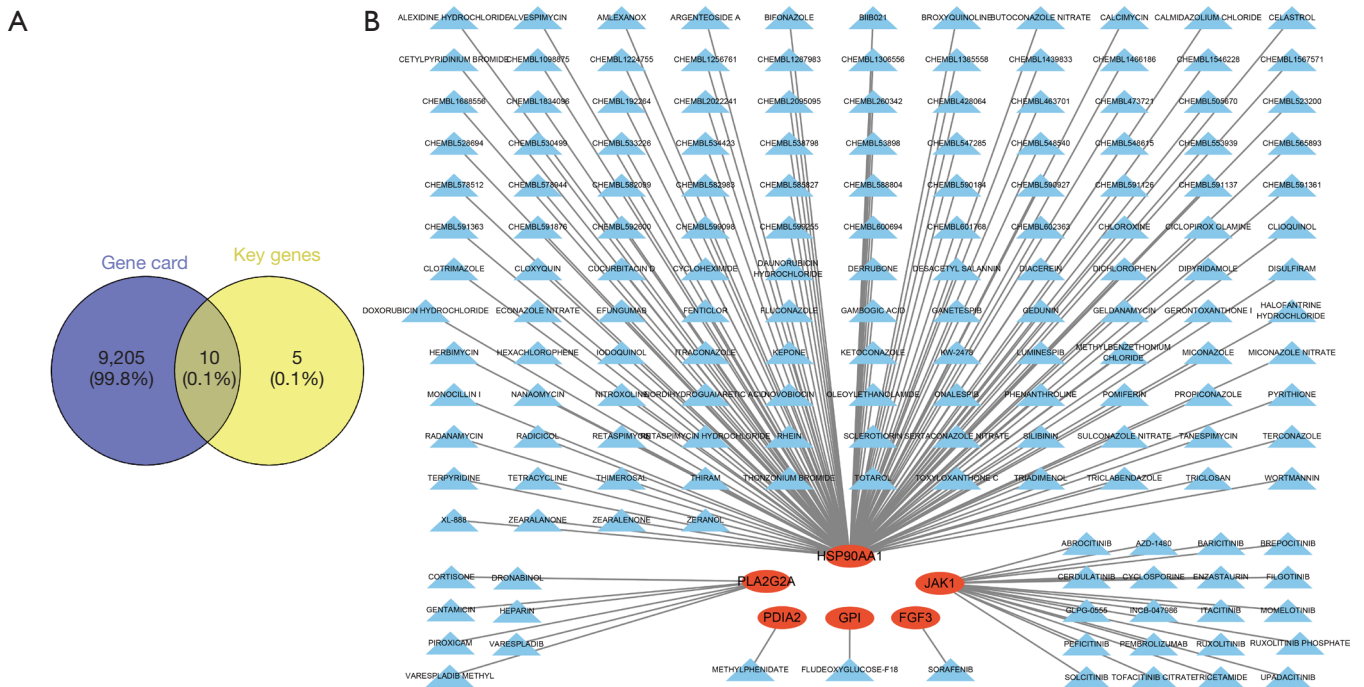 A
Gene card
Key genes
9,205
(99.8%)
10
(0.1%)
5
(0.1%)
B
ALEXIDINE HYDROCHLORIDE ALVESPIMYCIN AMLEXANOX ARGENTEOSIDE A BIFONAZOLE BIIB021 BROXYQUINOLINE BUTOCONAZOLE NITRATE CALCIMYCIN CALMIDAZOLIUM CHLORIDE CELASTROL
CETYLPYRIDINIUM BROMIDE CHEMBL1098875 CHEMBL1224755 CHEMBL1256761 CHEMBL1287983 CHEMBL1306556 CHEMBL1385558 CHEMBL1439833 CHEMBL1466186 CHEMBL1546228 CHEMBL1567571
CHEMBL1688556 CHEMBL1834096 CHEMBL192264 CHEMBL2022241 CHEMBL2095095 CHEMBL260342 CHEMBL428064 CHEMBL463701 CHEMBL473721 CHEMBL505670 CHEMBL523200
CHEMBL528694 CHEMBL530499 CHEMBL533226 CHEMBL534423 CHEMBL538798 CHEMBL53898 CHEMBL547285 CHEMBL548540 CHEMBL548615 CHEMBL553939 CHEMBL565893
CHEMBL578512 CHEMBL578944 CHEMBL582099 CHEMBL582983 CHEMBL585827 CHEMBL588804 CHEMBL590184 CHEMBL590927 CHEMBL591126 CHEMBL591137 CHEMBL591361
CHEMBL591363 CHEMBL591876 CHEMBL592600 CHEMBL599098 CHEMBL599255 CHEMBL600694 CHEMBL601768 CHEMBL602363 CHLOROXINE CICLOPIROX OLAMINE CLIOQUINOL
CLOTRIMAZOLE CLOXYQUIN CUCURBITACIN D CYCLOHEXIMIDE DAUNORUBICIN HYDROCHLORIDE DERRUBONE DESACETYL SALANNIN DIACEREIN DICHLOROPHEN DIPYRIDAMOLE DISULFIRAM
DOXORUBICIN HYDROCHLORIDE ECONAZOLE NITRATE EFUNGUMAB FENTICLOR FLUCONAZOLE GAMBOGIC ACID GANETESPIB GEDUNIN GELDANAMYCIN GERONTOXANTHONE I HALOFANTRINE HYDROCHLORIDE
HERBIMYCIN HEXACHLOROPHENE IODOQUINOL ITRACONAZOLE KEPONE KETOCONAZOLE KW-2478 LUMINESPIB METHYLBENZETHONIUM CHLORIDE MICONAZOLE MICONAZOLE NITRATE
MONOCILLIN I NANAOMYCIN NITROXOLINE NORDIHYDROGUAIARETIC ACID NOVOBIOCIN OLEOYLETHANOLAMIDE ONALESPIB PHENANTHROLINE POMIFERIN PROPICONAZOLE PYRITHIONE
RADANAMYCIN RADICICOL RETASPIMYCIN RETASPIMYCIN HYDROCHLORIDE RHEIN SCLEROTIORIN SERTACONAZOLE NITRATE SILIBININ SULCONAZOLE NITRATE TANESPIMYCIN TERCONAZOLE
TERPYRIDINE TETRACYCLINE THIMEROSAL THIRAM THONZONIUM BROMIDE TOTAROL TOXYLOXANTHONE C TRIADIMENOL TRICLABENDAZOLE TRICLOSAN WORTMANNIN
XL-888 ZEARALANONE ZEARALENONE ZERANOL
HSP90AA1
ABROCITINIB AZD-1480 BARICITINIB BREPOCITINIB
CORTISONE DRONABINOL PLA2G2A JAK1 CERDULATINIB CYCLOSPORINE ENZASTAURIN FILGOTINIB
GENTAMICIN HEPARIN PDIA2 GPI FGF3 GLPG-0555 INCB-047986 ITACITINIB MOMELOTINIB
PIROXICAM VARESPLADIB PEFICITINIB PEMBROLIZUMAB RUXOLITINIB RUXOLITINIB PHOSPHATE
VARESPLADIB METHYL METHYLPHENIDATE FLUDEOXYGLUCOSE-F18 SORAFENIB SOLCITINIB TOFACITINIB CITRATE TRICETAMIDE UPADACITINIB